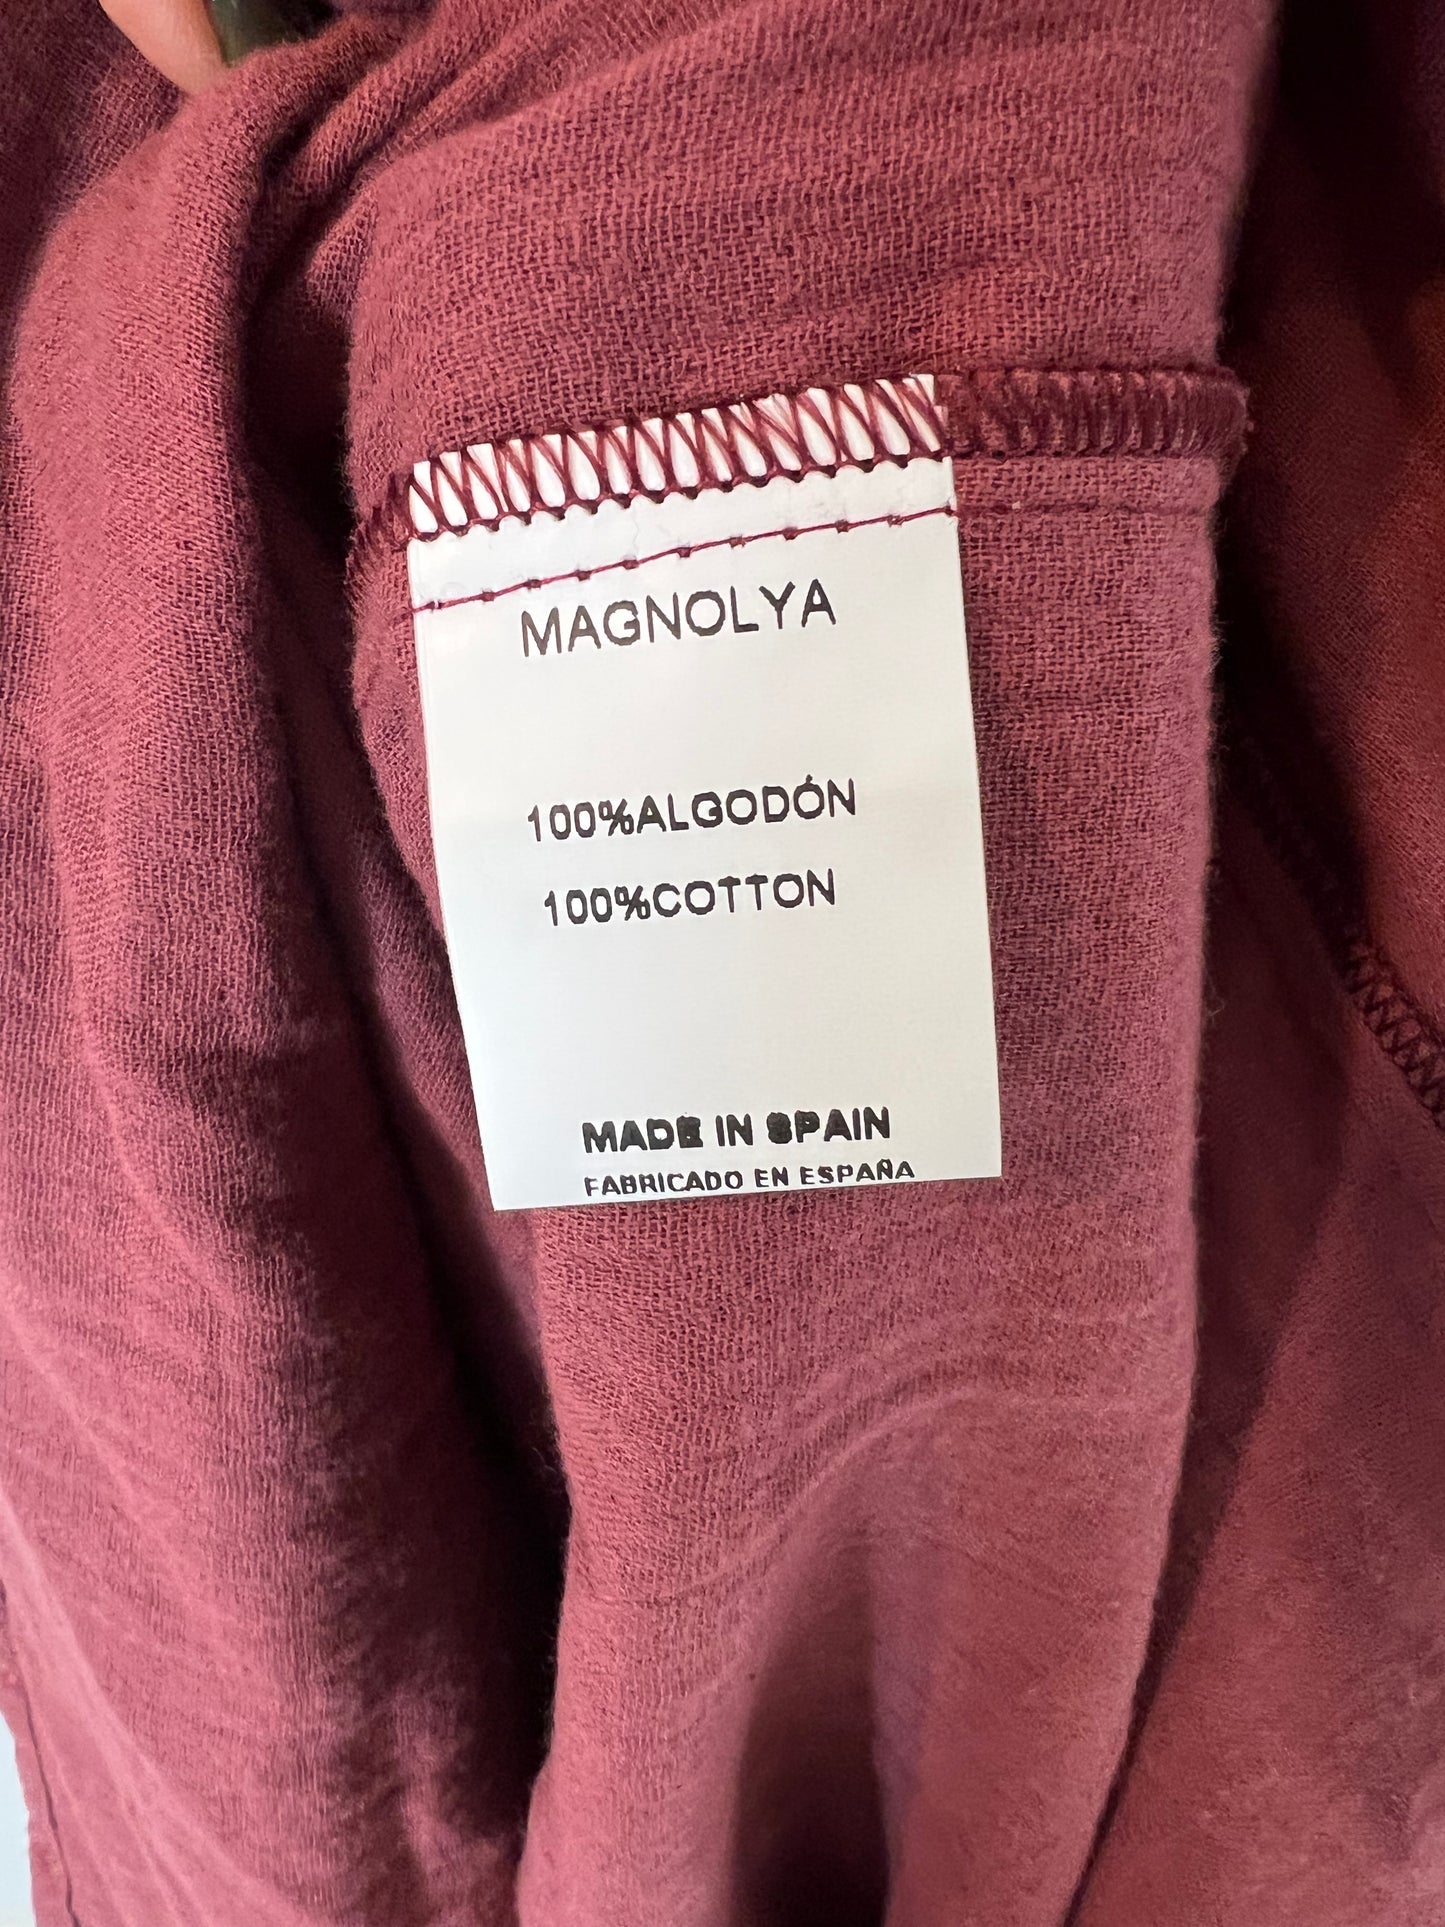 MAGNOLYA
100%ALGODÓN
100%COTTON
MADE IN SPAIN
FABRICADO EN ESPAÑA